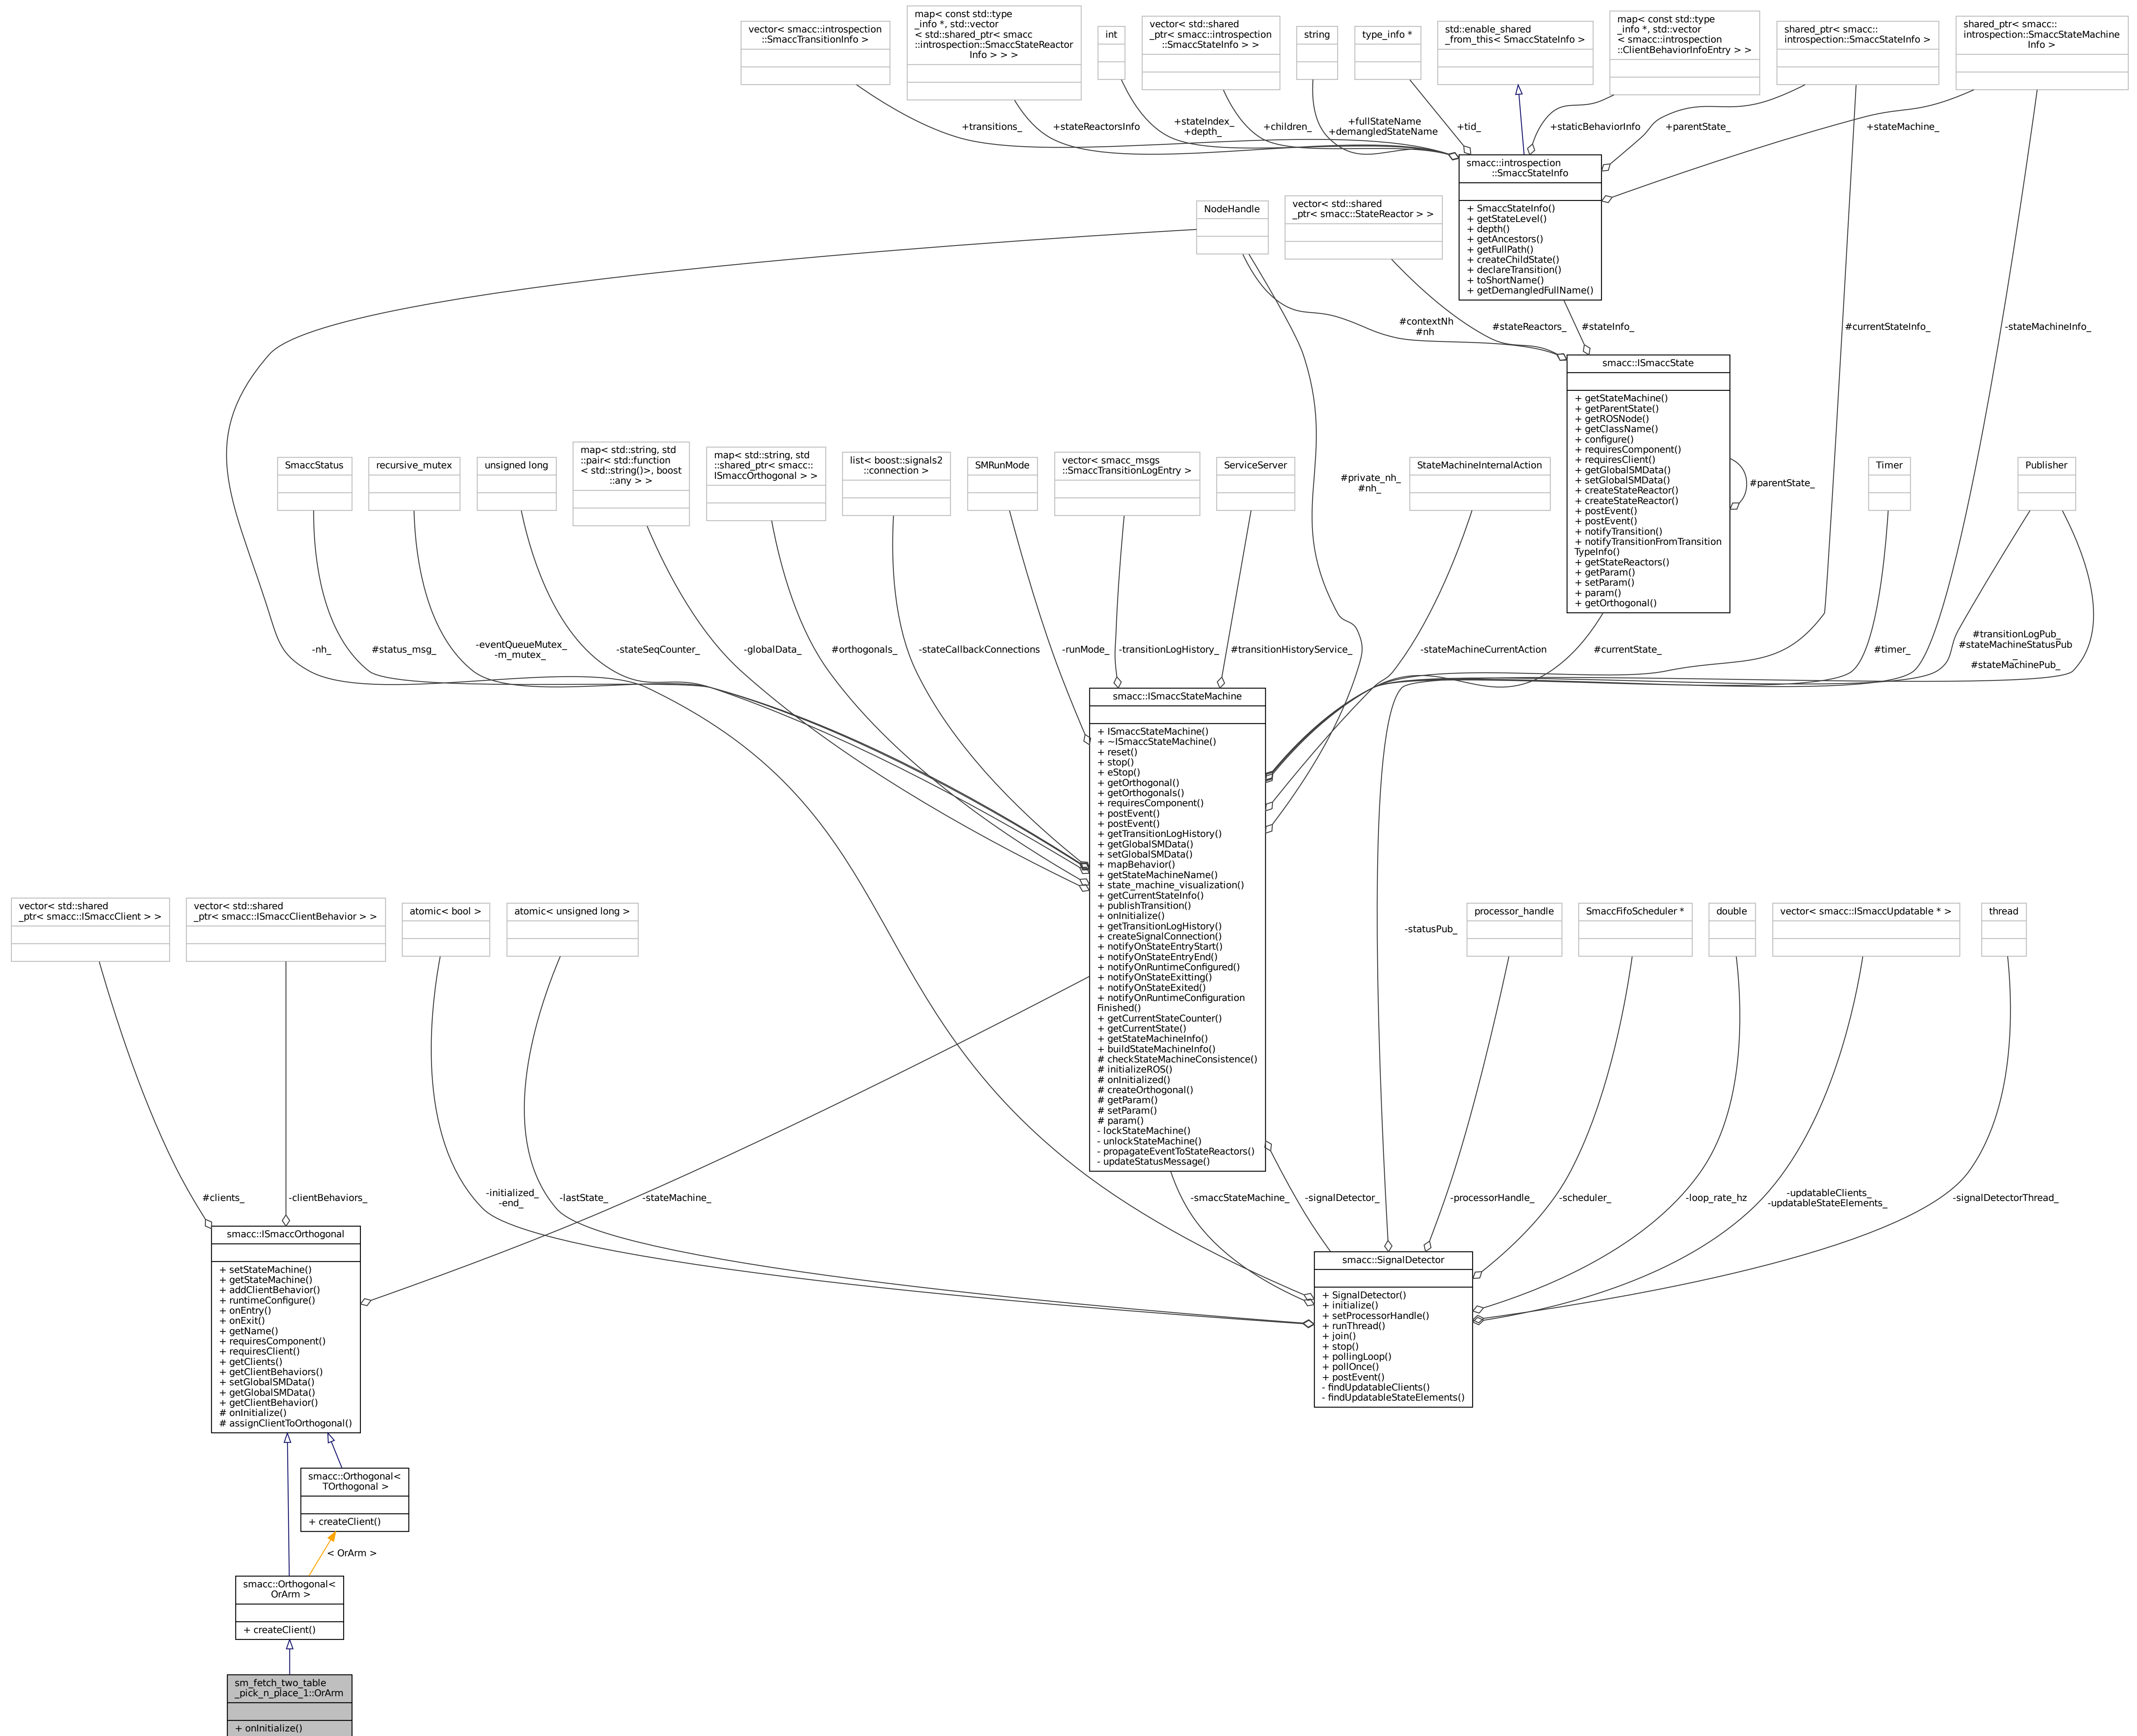 vector< smacc::introspection
::SmaccTransitionInfo >
map< const std::type
_info *, std::vector
< std::shared_ptr< smacc
::introspection::SmaccStateReactor
Info > > >
int
vector< std::shared
_ptr< smacc::introspection
::SmaccStateInfo > >
string
type_info *
std::enable_shared
_from_this< SmaccStateInfo >
map< const std::type
_info *, std::vector
< smacc::introspection
::ClientBehaviorInfoEntry > >
shared_ptr< smacc::
introspection::SmaccStateInfo >
shared_ptr< smacc::
introspection::SmaccStateMachine
Info >
+transitions_
+stateReactorsInfo
+stateIndex_
+depth_
+children_
+fullStateName
+demangledStateName
+tid_
+staticBehaviorInfo
+parentState_
+stateMachine_
smacc::introspection
::SmaccStateInfo
+ SmaccStateInfo()
+ getStateLevel()
+ depth()
+ getAncestors()
+ getFullPath()
+ createChildState()
+ declareTransition()
+ toShortName()
+ getDemangledFullName()
NodeHandle
vector< std::shared
_ptr< smacc::StateReactor > >
#contextNh
#nh
#stateReactors_
#stateInfo_
#currentStateInfo_
-stateMachineInfo_
smacc::ISmaccState
+ getStateMachine()
+ getParentState()
+ getROSNode()
+ getClassName()
+ configure()
+ requiresComponent()
+ requiresClient()
+ getGlobalSMData()
+ setGlobalSMData()
+ createStateReactor()
+ createStateReactor()
+ postEvent()
+ postEvent()
+ notifyTransition()
+ notifyTransitionFromTransition
TypeInfo()
+ getStateReactors()
+ getParam()
+ setParam()
+ param()
+ getOrthogonal()
#parentState_
SmaccStatus
recursive_mutex
unsigned long
map< std::string, std
::pair< std::function
< std::string()>, boost
::any > >
map< std::string, std
::shared_ptr< smacc::
ISmaccOrthogonal > >
list< boost::signals2
::connection >
SMRunMode
vector< smacc_msgs
::SmaccTransitionLogEntry >
ServiceServer
#private_nh_
#nh_
StateMachineInternalAction
Timer
Publisher
-nh_
#status_msg_
-eventQueueMutex_
-m_mutex_
-stateSeqCounter_
-globalData_
#orthogonals_
-stateCallbackConnections
-runMode_
-transitionLogHistory_
#transitionHistoryService_
-stateMachineCurrentAction
#currentState_
#timer_
#transitionLogPub_
#stateMachineStatusPub
_
#stateMachinePub_
smacc::ISmaccStateMachine
+ ISmaccStateMachine()
+ ~ISmaccStateMachine()
+ reset()
+ stop()
+ eStop()
+ getOrthogonal()
+ getOrthogonals()
+ requiresComponent()
+ postEvent()
+ postEvent()
+ getTransitionLogHistory()
+ getGlobalSMData()
+ setGlobalSMData()
+ mapBehavior()
+ getStateMachineName()
+ state_machine_visualization()
+ getCurrentStateInfo()
+ publishTransition()
+ onInitialize()
+ getTransitionLogHistory()
+ createSignalConnection()
+ notifyOnStateEntryStart()
+ notifyOnStateEntryEnd()
+ notifyOnRuntimeConfigured()
+ notifyOnStateExitting()
+ notifyOnStateExited()
+ notifyOnRuntimeConfiguration
Finished()
+ getCurrentStateCounter()
+ getCurrentState()
+ getStateMachineInfo()
+ buildStateMachineInfo()
# checkStateMachineConsistence()
# initializeROS()
# onInitialized()
# createOrthogonal()
# getParam()
# setParam()
# param()
- lockStateMachine()
- unlockStateMachine()
- propagateEventToStateReactors()
- updateStatusMessage()
vector< std::shared
_ptr< smacc::ISmaccClient > >
vector< std::shared
_ptr< smacc::ISmaccClientBehavior > >
atomic< bool >
atomic< unsigned long >
-statusPub_
processor_handle
SmaccFifoScheduler *
double
vector< smacc::ISmaccUpdatable * >
thread
#clients_
-clientBehaviors_
-initialized_
-end_
-lastState_
-stateMachine_
-smaccStateMachine_
-signalDetector_
-processorHandle_
-scheduler_
-loop_rate_hz
-updatableClients_
-updatableStateElements_
-signalDetectorThread_
smacc::ISmaccOrthogonal
+ setStateMachine()
+ getStateMachine()
+ addClientBehavior()
+ runtimeConfigure()
+ onEntry()
+ onExit()
+ getName()
+ requiresComponent()
+ requiresClient()
+ getClients()
+ getClientBehaviors()
+ setGlobalSMData()
+ getGlobalSMData()
+ getClientBehavior()
# onInitialize()
# assignClientToOrthogonal()
smacc::SignalDetector
+ SignalDetector()
+ initialize()
+ setProcessorHandle()
+ runThread()
+ join()
+ stop()
+ pollingLoop()
+ pollOnce()
+ postEvent()
- findUpdatableClients()
- findUpdatableStateElements()
smacc::Orthogonal<
TOrthogonal >
+ createClient()
< OrArm >
smacc::Orthogonal<
OrArm >
+ createClient()
sm_fetch_two_table
_pick_n_place_1::OrArm
+ onInitialize()